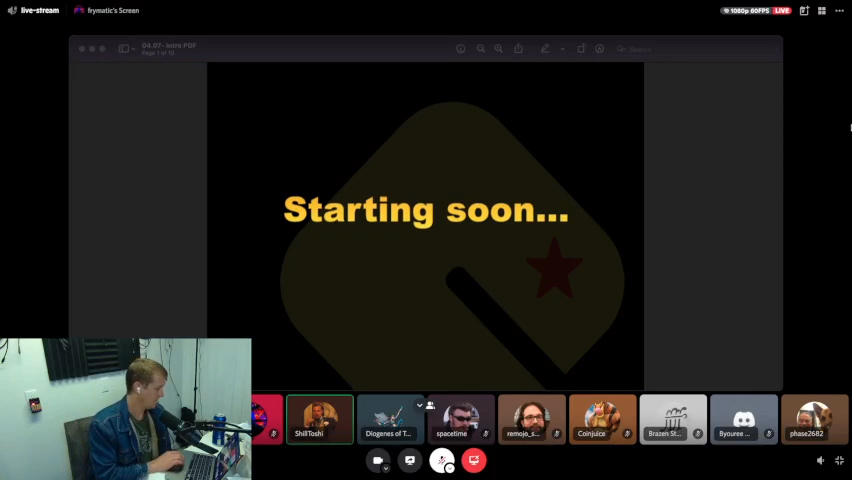 live-stream
frymatic's Screen
1080p 60FPS LIVE
04.07- Intro PDF
Page 1 of 10
Search
Starting soon...
ShillToshi
Diogenes of T...
spacetime
remojo_s...
Coinjuice
Brazen St...
Byouree ...
phase2682